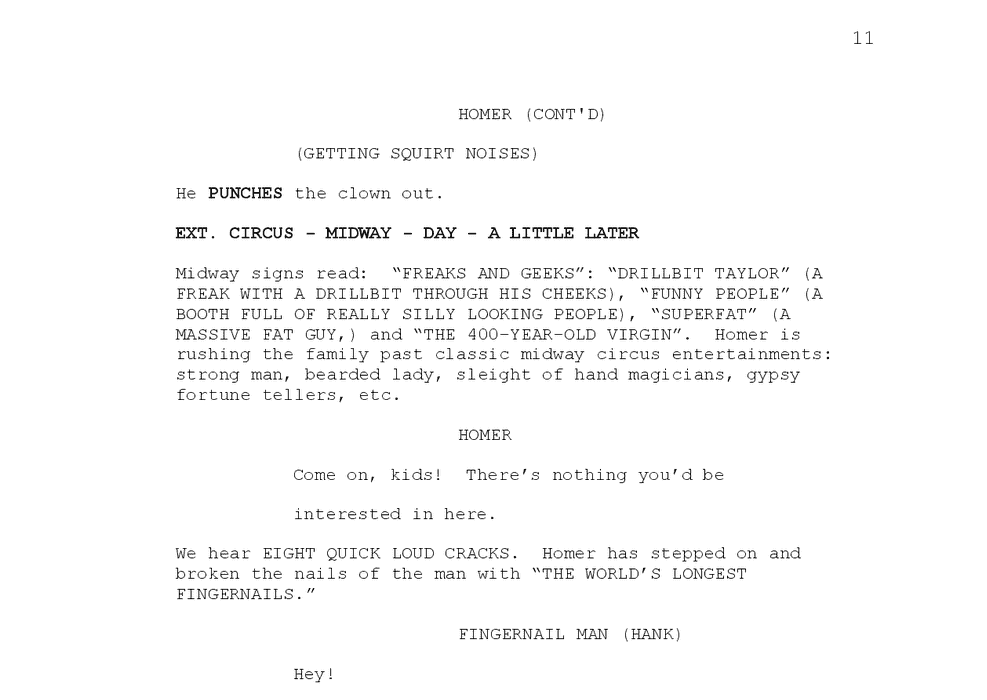 11
HOMER (CONT'D)
(GETTING SQUIRT NOISES)
He PUNCHES the clown out.
EXT. CIRCUS – MIDWAY – DAY – A LITTLE LATER
Midway signs read:  “FREAKS AND GEEKS”: “DRILLBIT TAYLOR” (A
FREAK WITH A DRILLBIT THROUGH HIS CHEEKS), “FUNNY PEOPLE” (A
BOOTH FULL OF REALLY SILLY LOOKING PEOPLE), “SUPERFAT” (A
MASSIVE FAT GUY,) and “THE 400-YEAR-OLD VIRGIN”.  Homer is
rushing the family past classic midway circus entertainments:
strong man, bearded lady, sleight of hand magicians, gypsy
fortune tellers, etc.
HOMER
Come on, kids!  There’s nothing you’d be
interested in here.
We hear EIGHT QUICK LOUD CRACKS.  Homer has stepped on and
broken the nails of the man with “THE WORLD’S LONGEST
FINGERNAILS.”
FINGERNAIL MAN (HANK)
Hey!